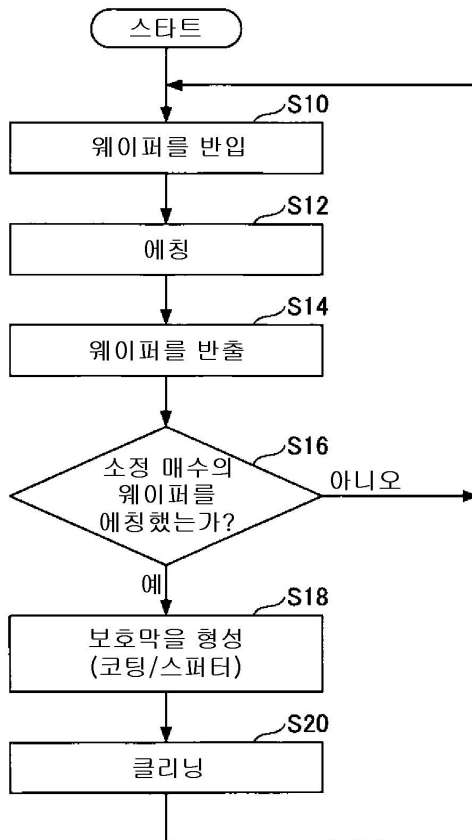 스타트
S10
웨이퍼를 반입
S12
에칭
S14
웨이퍼를 반출
S16
소정 매수의
웨이퍼를
에칭했는가?
아니오
예
S18
보호막을 형성
(코팅/스퍼터)
S20
클리닝